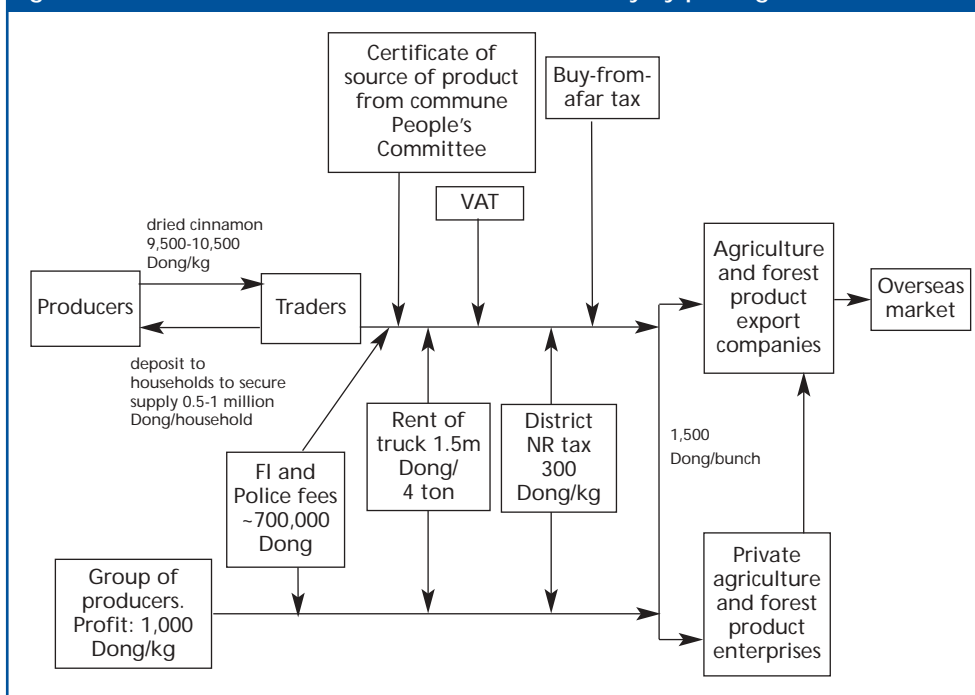 Certificate of
source of product
from commune
People's
Committee
Buy-from-
afar tax
VAT
dried cinnamon
9,500-10,500
Dong/kg
Producers
Traders
deposit to
households to secure
supply 0.5-1 million
Dong/household
Agriculture
and forest
product
export
companies
Overseas
market
FI and
Police fees
~700,000
Dong
Rent of
truck 1.5m
Dong/
4 ton
District
NR tax
300
Dong/kg
1,500
Dong/bunch
Group of
producers.
Profit: 1,000
Dong/kg
Private
agriculture
and forest
product
enterprises